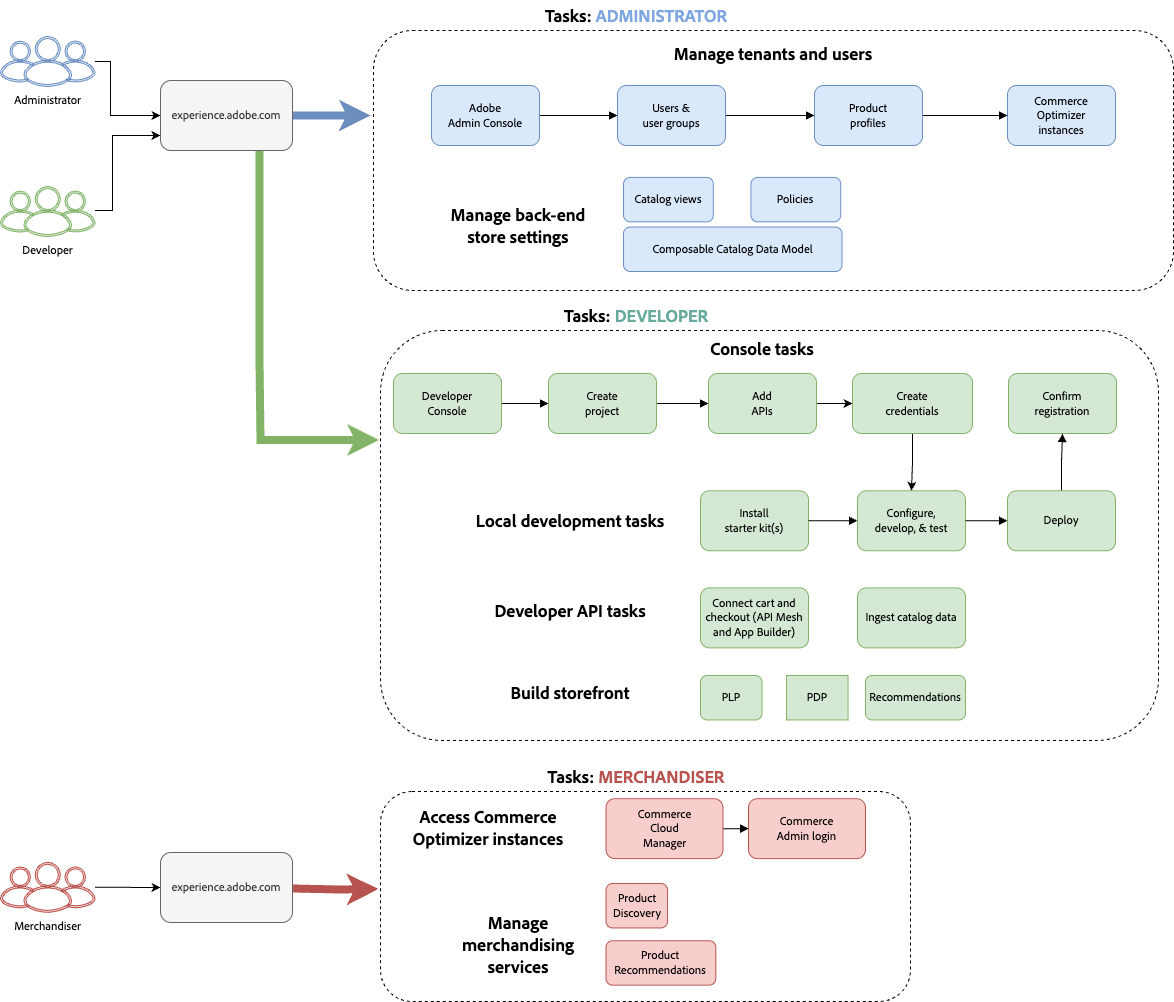 Tasks: ADMINISTRATOR
Manage tenants and users
Administrator
experience.adobe.com
Adobe
Admin Console
Users &
user groups
Product
profiles
Commerce
Optimizer
instances
Developer
Manage back-end
store settings
Catalog views
Policies
Composable Catalog Data Model
Tasks: DEVELOPER
Console tasks
Developer
Console
Create
project
Add
APIs
Create
credentials
Confirm
registration
Local development tasks
Install
starter kit(s)
Configure,
develop, & test
Deploy
Developer API tasks
Connect cart and
checkout (API Mesh
and App Builder)
Ingest catalog data
Build storefront
PLP
PDP
Recommendations
Tasks: MERCHANDISER
Access Commerce
Optimizer instances
Commerce
Cloud
Manager
Commerce
Admin login
Merchandiser
experience.adobe.com
Manage
merchandising
services
Product
Discovery
Product
Recommendations